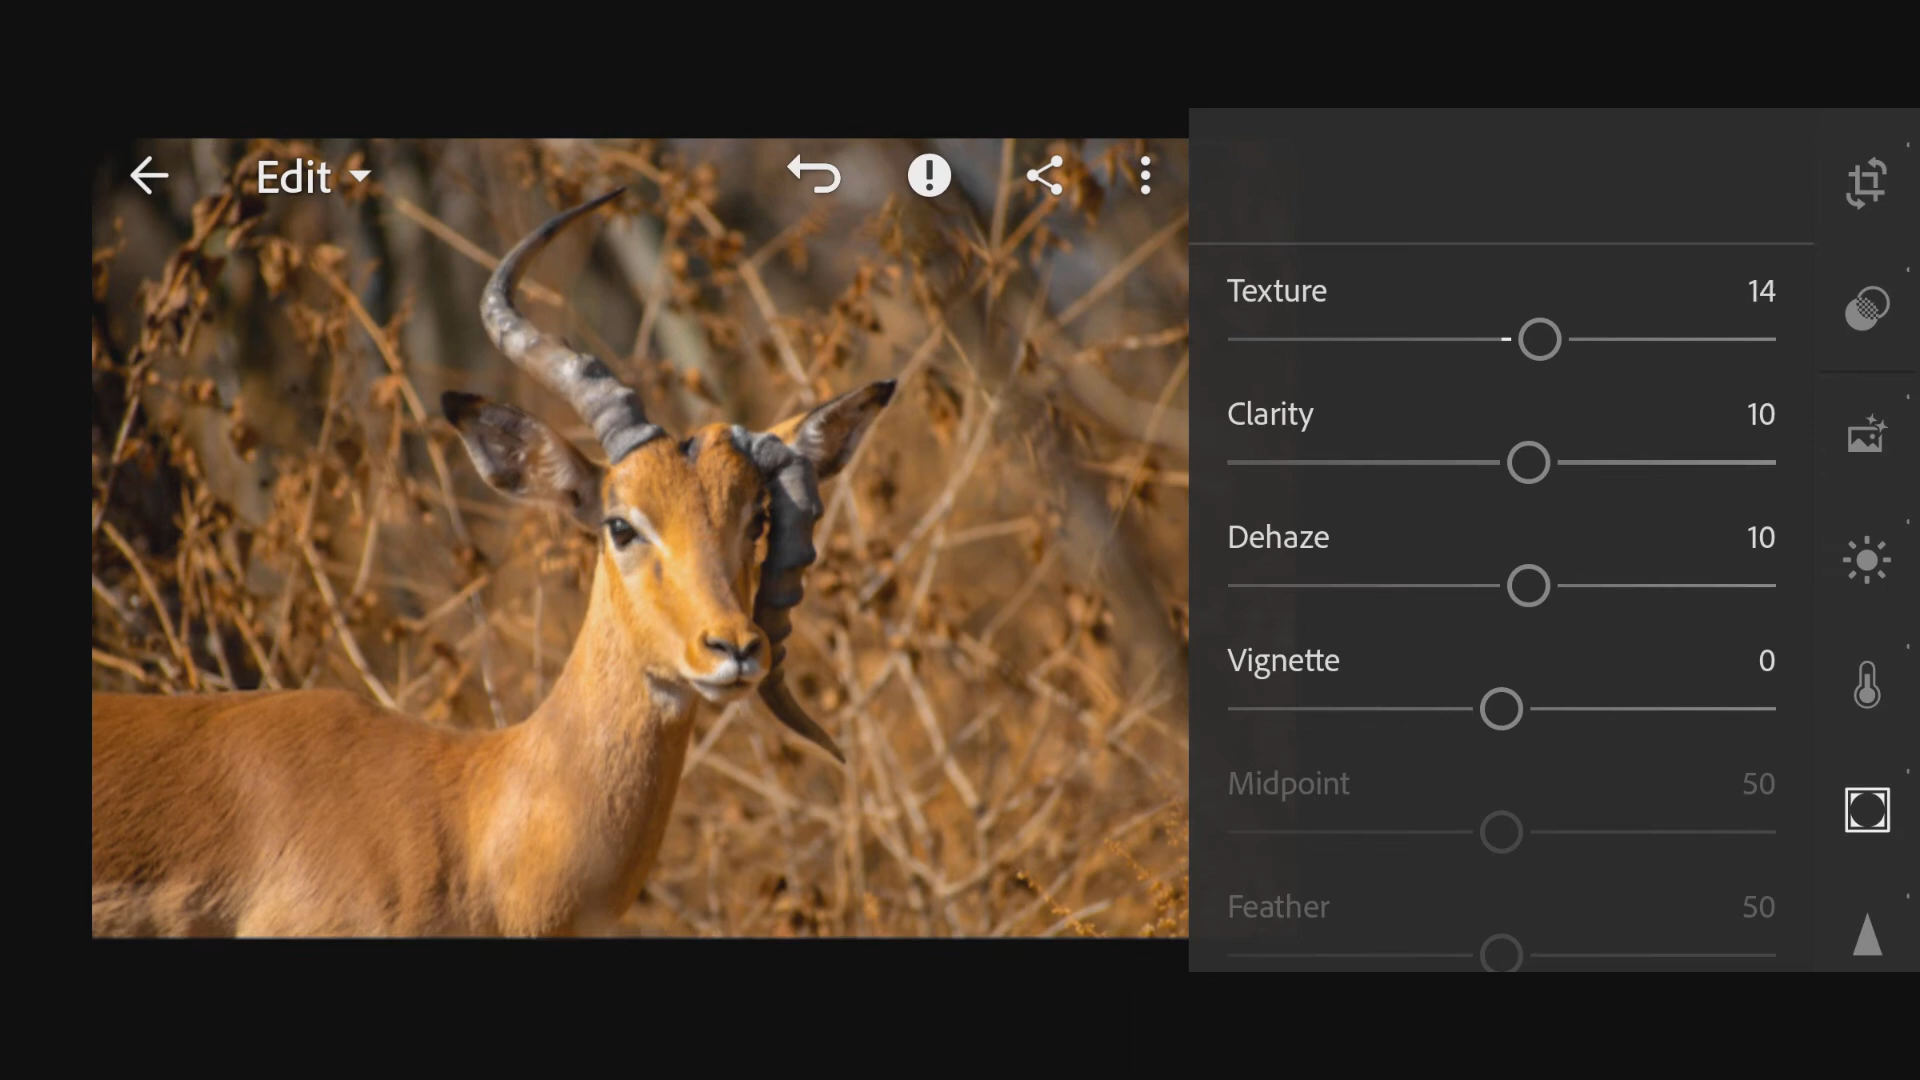 Edit
Texture 14
Clarity 10
Dehaze 10
Vignette 0
Midpoint 50
Feather 50